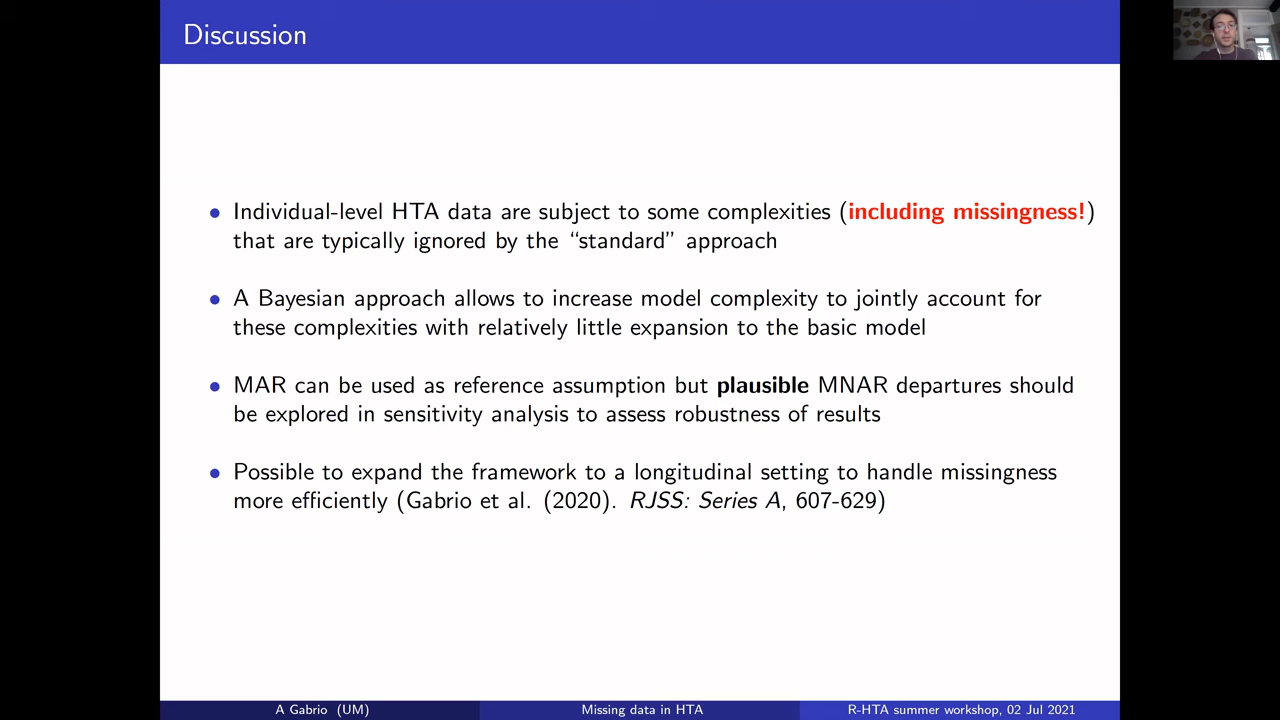 Discussion
• Individual-level HTA data are subject to some complexities (including missingness!)
that are typically ignored by the “standard” approach
• A Bayesian approach allows to increase model complexity to jointly account for
these complexities with relatively little expansion to the basic model
• MAR can be used as reference assumption but plausible MNAR departures should
be explored in sensitivity analysis to assess robustness of results
• Possible to expand the framework to a longitudinal setting to handle missingness
more efficiently (Gabrio et al. (2020). RJSS: Series A, 607-629)
A Gabrio (UM)
Missing data in HTA
R-HTA summer workshop, 02 Jul 2021